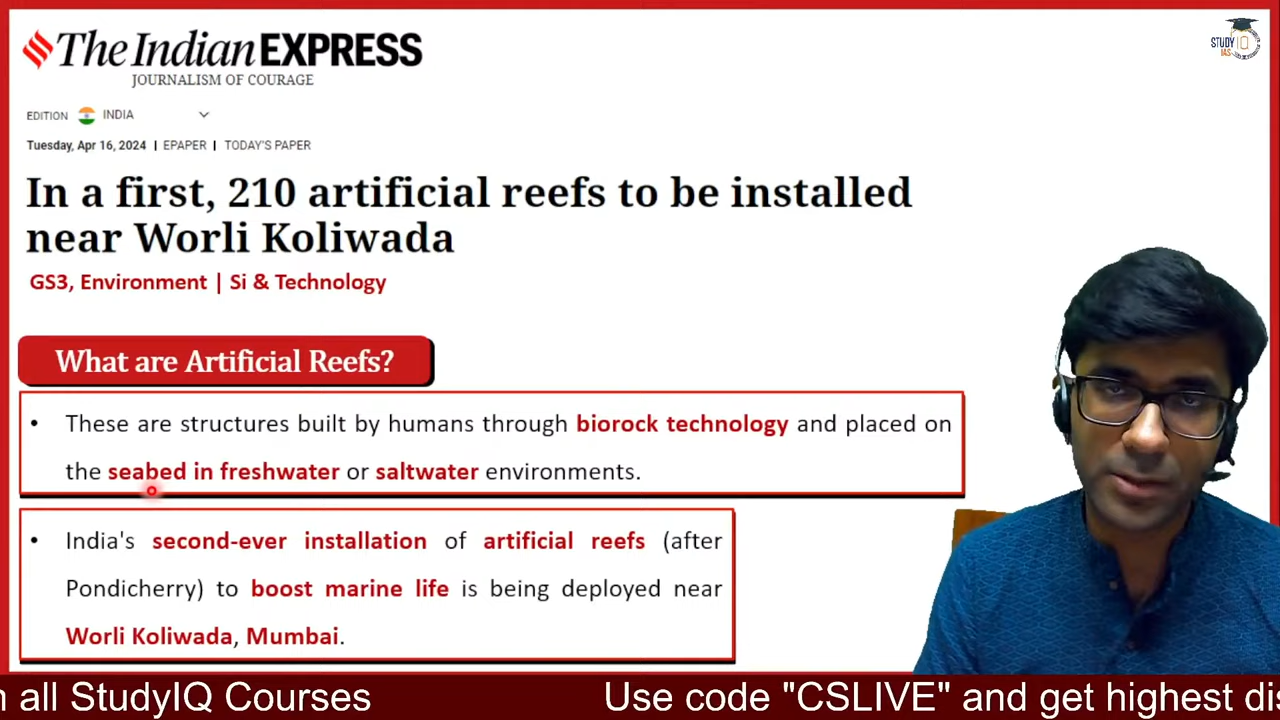 The Indian EXPRESS
JOURNALISM OF COURAGE
STUDY IQ
IAS
EDITION INDIA
Tuesday, Apr 16, 2024 | EPAPER | TODAY'S PAPER
In a first, 210 artificial reefs to be installed
near Worli Koliwada
GS3, Environment | Si & Technology
What are Artificial Reefs?
• These are structures built by humans through biorock technology and placed on
the seabed in freshwater or saltwater environments.
• India's second-ever installation of artificial reefs (after
Pondicherry) to boost marine life is being deployed near
Worli Koliwada, Mumbai.
n all StudyIQ Courses Use code "CSLIVE" and get highest dis